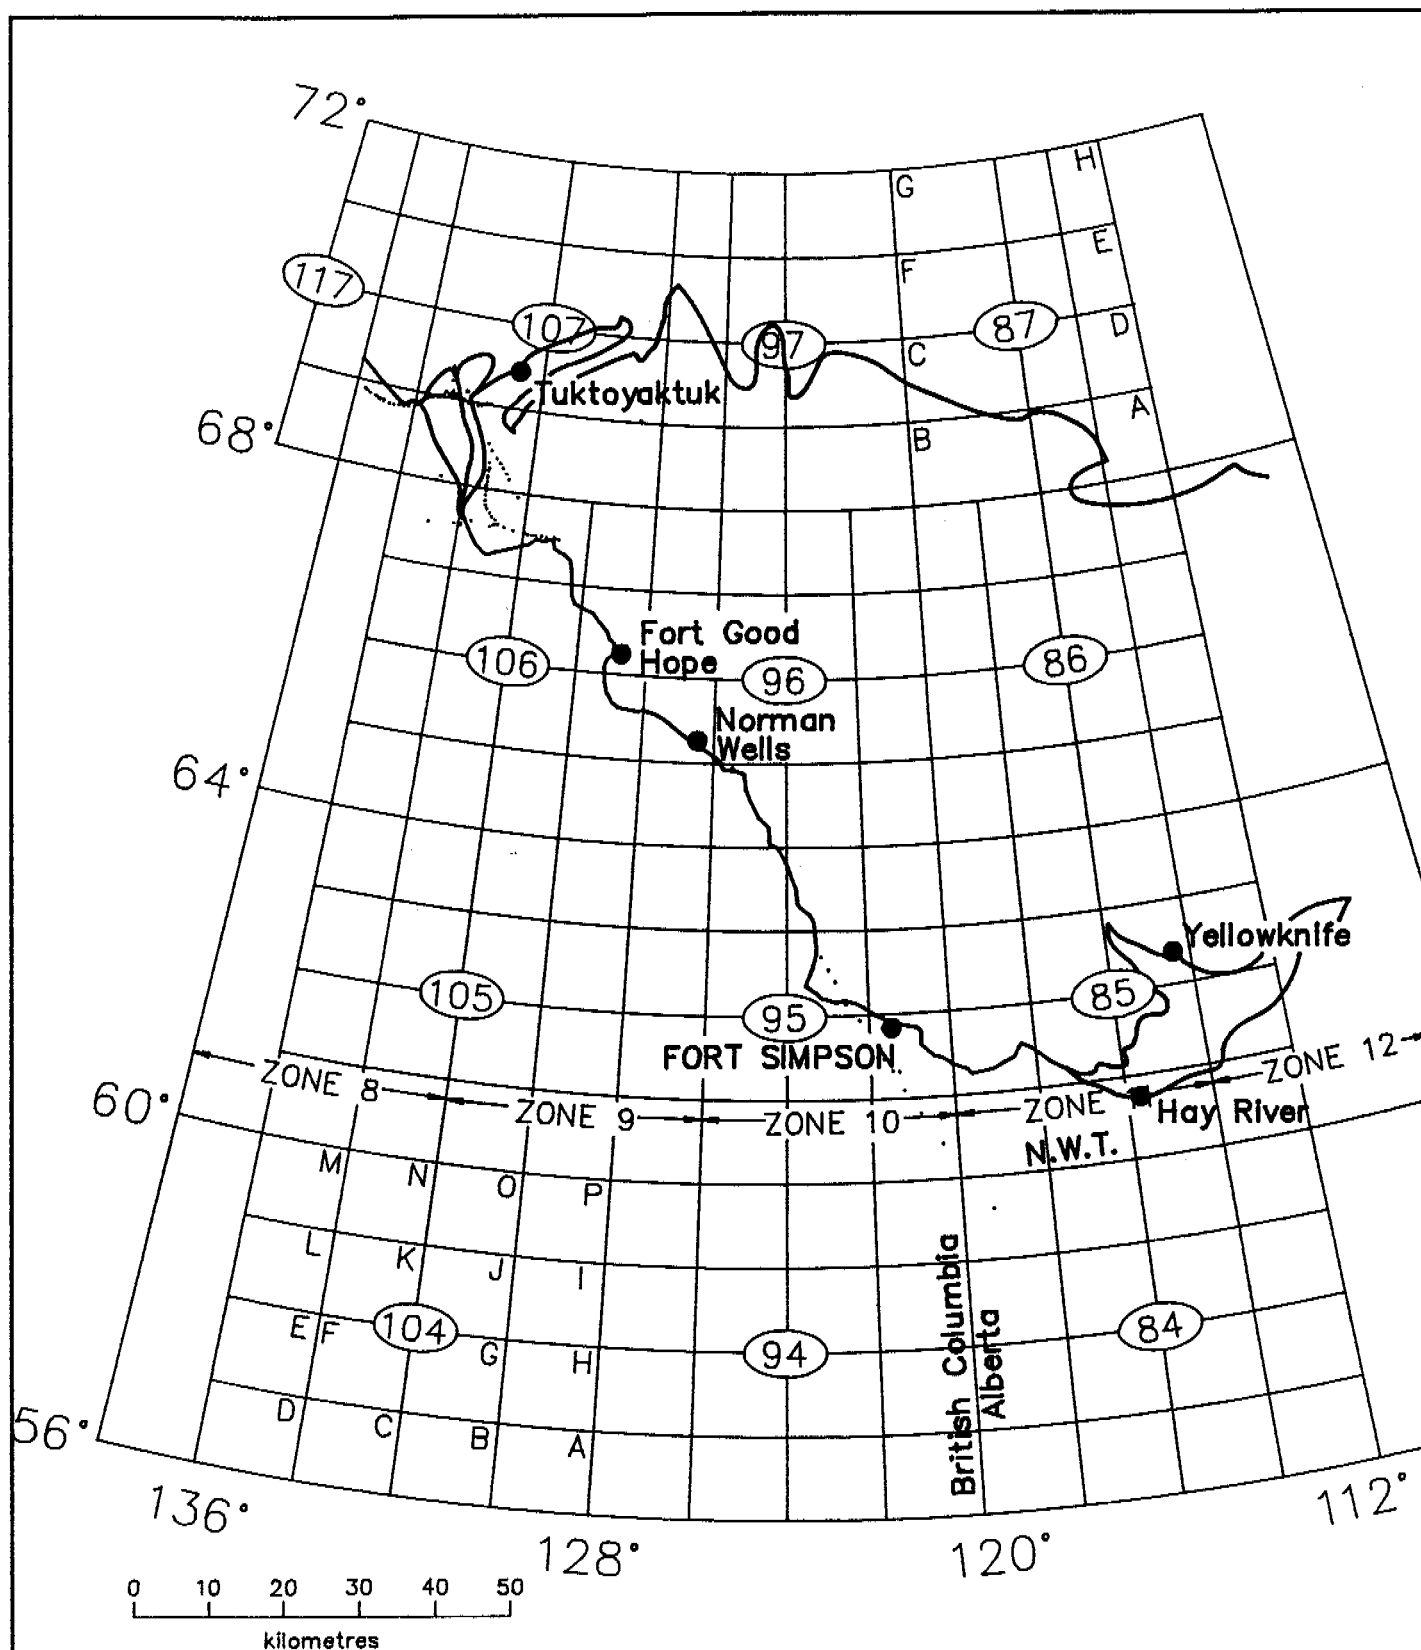 72°
H
G
E
F
117
107
97
87
D
C
A
Tuktoyaktuk
68°
B
Fort Good
Hope
106
96
86
Norman
Wells
64°
Yellowknife
105
95
85
FORT SIMPSON
ZONE 8
ZONE 9
ZONE 10
ZONE
ZONE 12
60°
Hay River
N.W.T.
M
N
O
P
L
K
J
I
British Columbia
Alberta
E
F
104
G
H
94
84
D
C
B
A
56°
136°
128°
120°
112°
0 10 20 30 40 50
kilometres